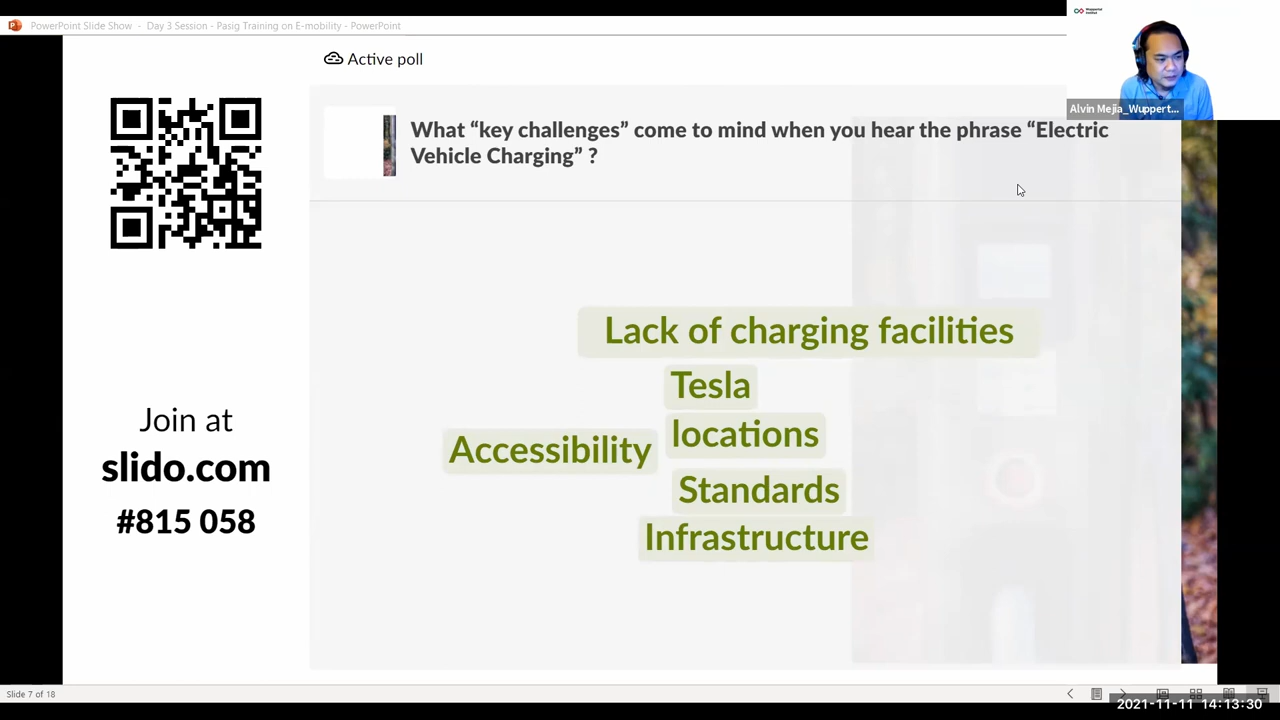 PowerPoint Slide Show - Day 3 Session - Pasig Training on E-mobility - PowerPoint
Wuppertal
Institut
Alvin Mejia_Wuppert...
Active poll
What “key challenges” come to mind when you hear the phrase “Electric
Vehicle Charging” ?
Lack of charging facilities
Tesla
locations
Accessibility
Standards
Infrastructure
Join at
slido.com
#815 058
Slide 7 of 18
2021-11-11 14:13:30